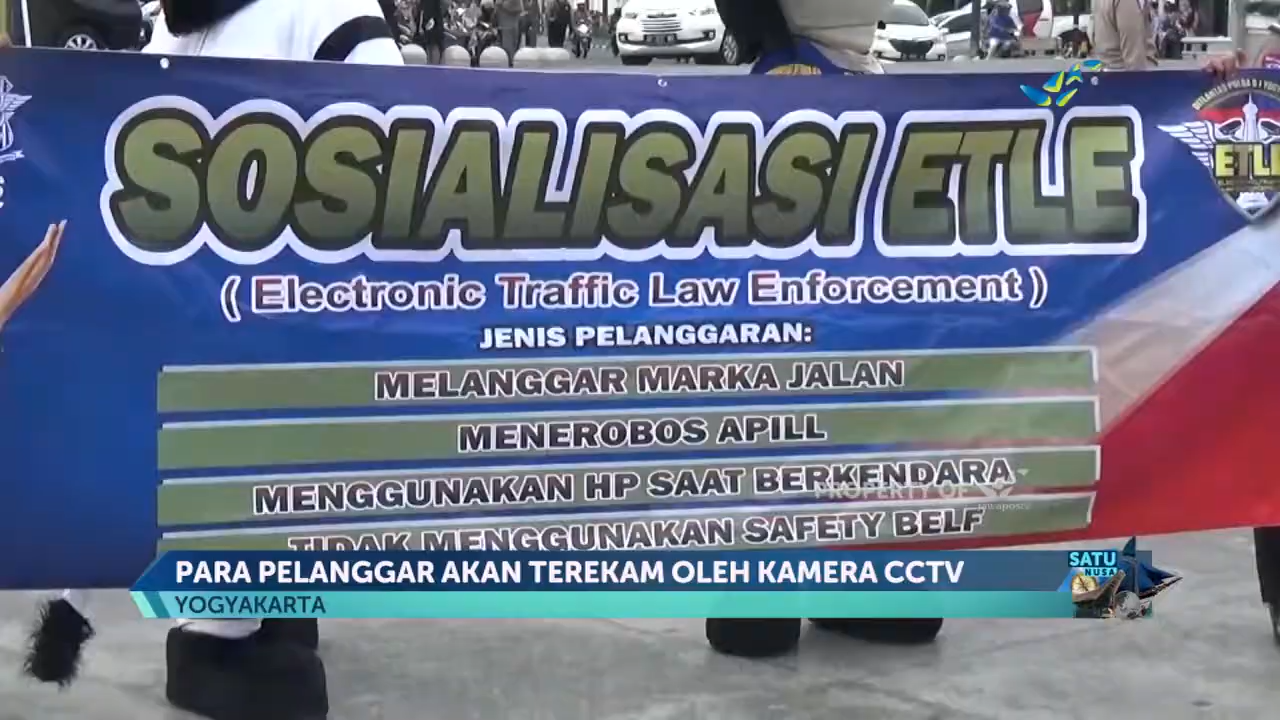 SOSIALISASI ETLE
( Electronic Traffic Law Enforcement )
JENIS PELANGGARAN:
MELANGGAR MARKA JALAN
MENEROBOS APILL
MENGGUNAKAN HP SAAT BERKENDARA
TIDAK MENGGUNAKAN SAFETY BELF
ETLE
PROPERTY OF
jawapostv
PARA PELANGGAR AKAN TEREKAM OLEH KAMERA CCTV
YOGYAKARTA
SATU
NUSA